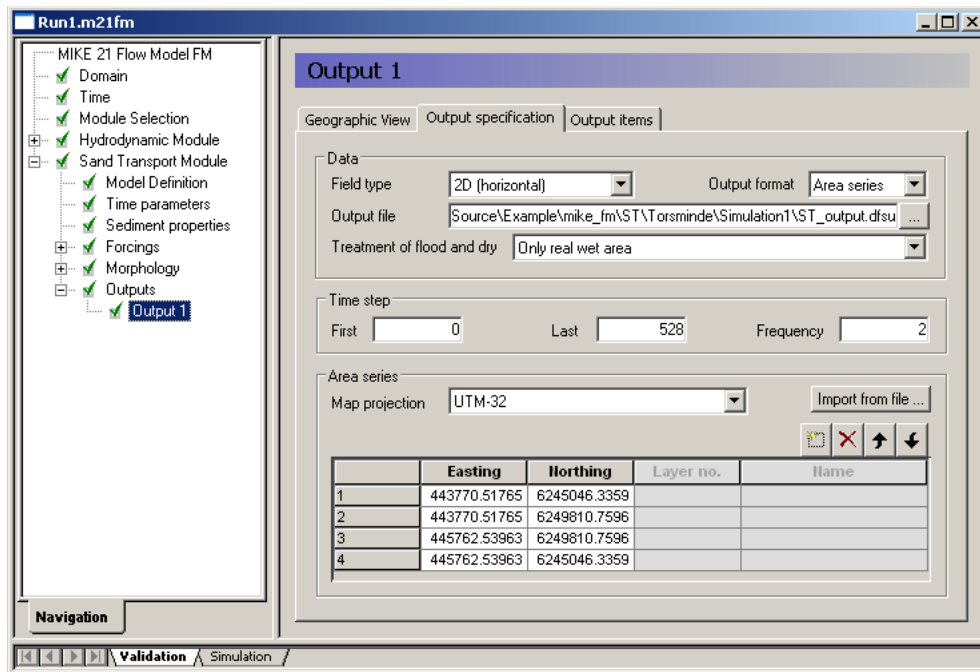 Run1.m21fm
MIKE 21 Flow Model FM
Domain
Time
Module Selection
Hydrodynamic Module
Sand Transport Module
Model Definition
Time parameters
Sediment properties
Forcings
Morphology
Outputs
Output 1
Navigation
Output 1
Geographic View Output specification Output items
Data
Field type 2D (horizontal) Output format Area series
Output file Source\Example\mike_fm\ST\Torsminde\Simulation1\ST_output.dfsu ...
Treatment of flood and dry Only real wet area
Time step
First 0 Last 528 Frequency 2
Area series
Map projection UTM-32 Import from file ...
Easting Northing Layer no. Name
1 443770.51765 6245046.3359
2 443770.51765 6249810.7596
3 445762.53963 6249810.7596
4 445762.53963 6245046.3359
Validation Simulation